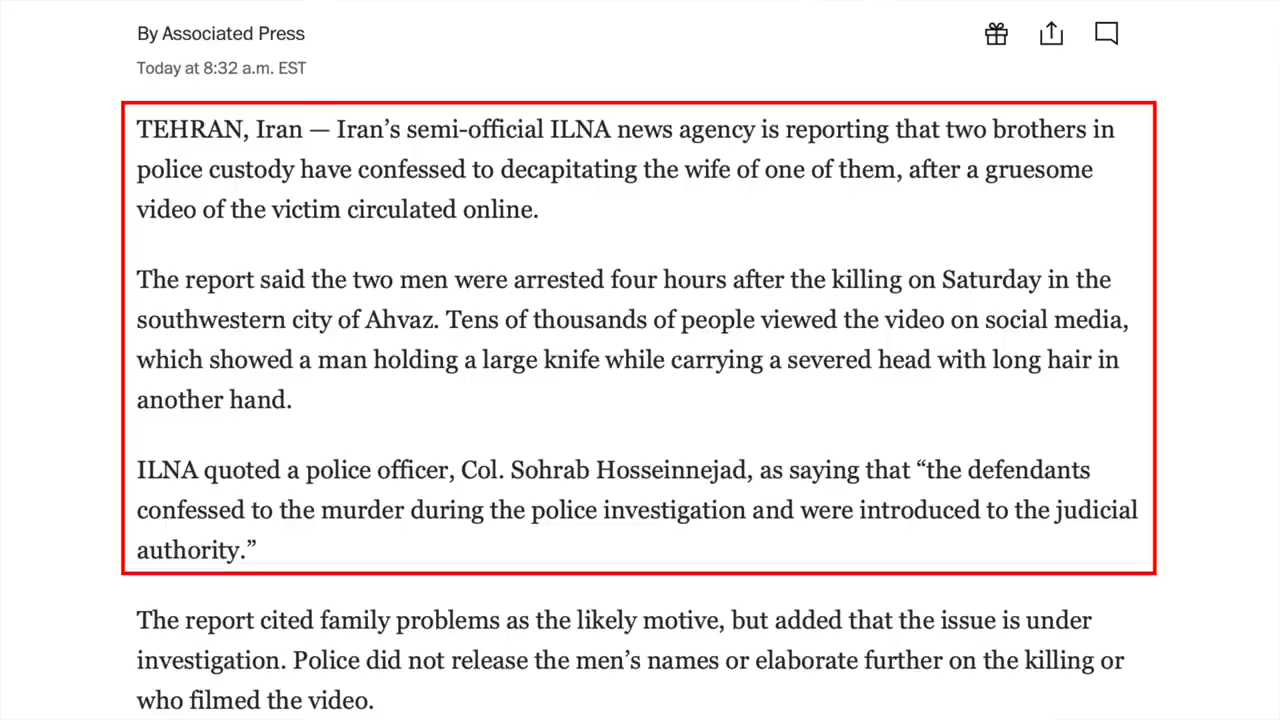 By Associated Press
Today at 8:32 a.m. EST
TEHRAN, Iran — Iran’s semi-official ILNA news agency is reporting that two brothers in
police custody have confessed to decapitating the wife of one of them, after a gruesome
video of the victim circulated online.
The report said the two men were arrested four hours after the killing on Saturday in the
southwestern city of Ahvaz. Tens of thousands of people viewed the video on social media,
which showed a man holding a large knife while carrying a severed head with long hair in
another hand.
ILNA quoted a police officer, Col. Sohrab Hosseinnejad, as saying that “the defendants
confessed to the murder during the police investigation and were introduced to the judicial
authority.”
The report cited family problems as the likely motive, but added that the issue is under
investigation. Police did not release the men’s names or elaborate further on the killing or
who filmed the video.